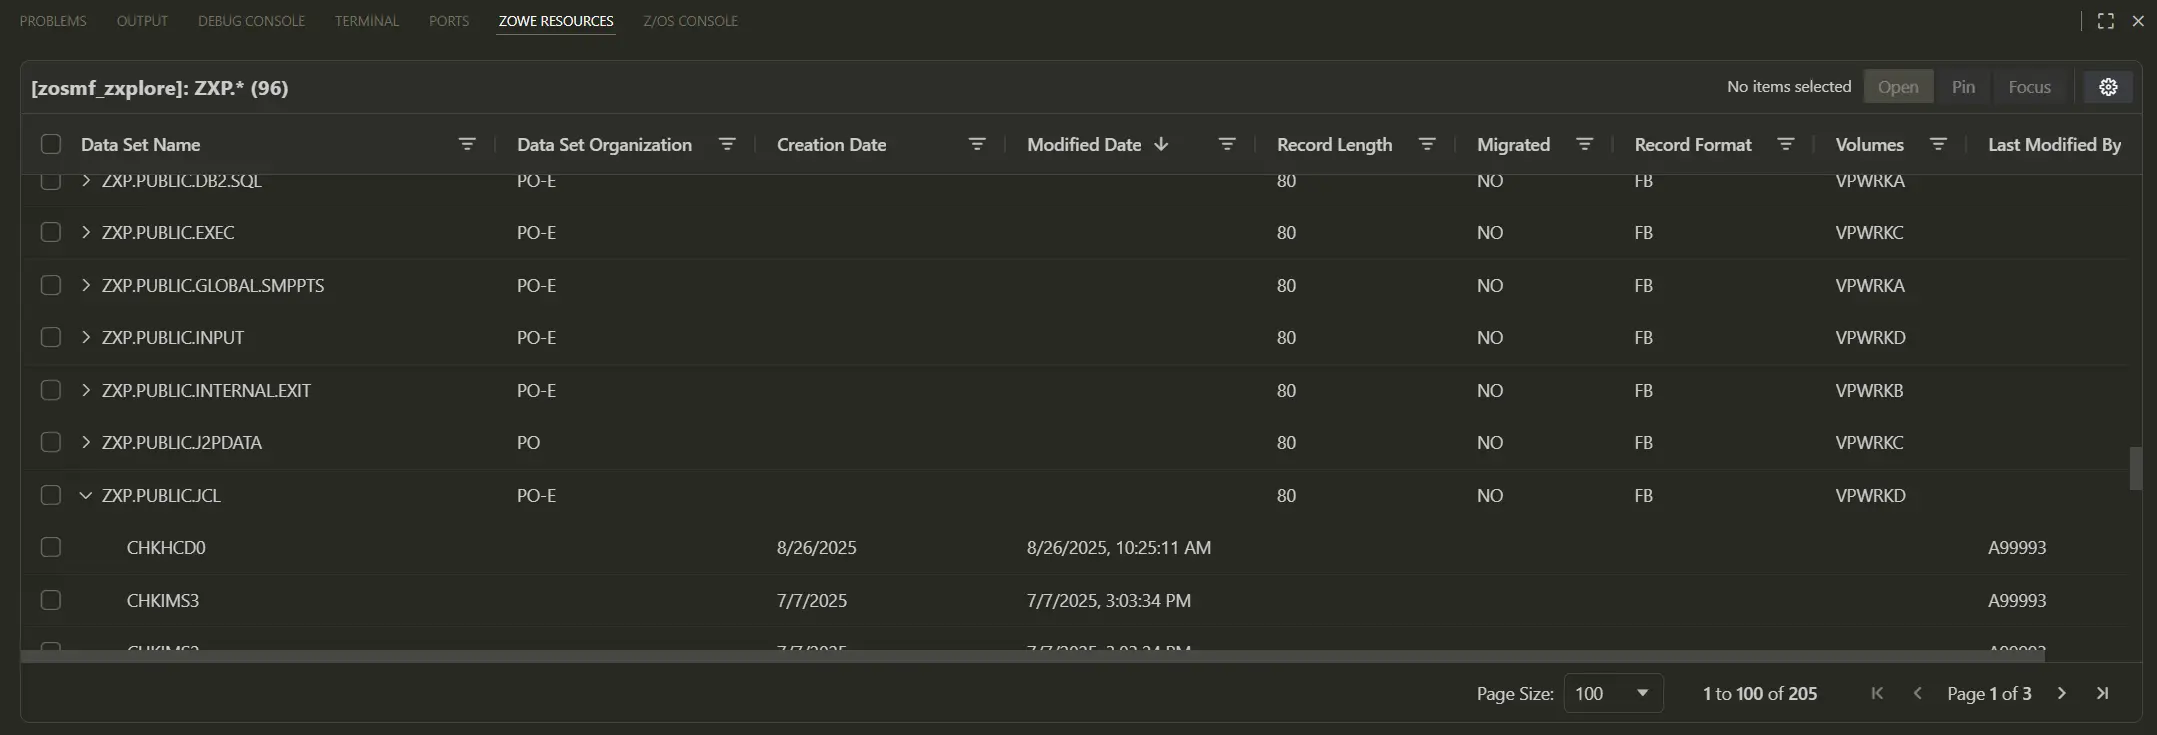 PROBLEMS OUTPUT DEBUG CONSOLE TERMINAL PORTS ZOWE RESOURCES Z/OS CONSOLE
[zosmf_zxplore]: ZXP.* (96) No items selected Open Pin Focus
Data Set Name Data Set Organization Creation Date Modified Date Record Length Migrated Record Format Volumes Last Modified By
ZXP.PUBLIC.DB2.SQL PO-E 80 NO FB VPWRKA
ZXP.PUBLIC.EXEC PO-E 80 NO FB VPWRKC
ZXP.PUBLIC.GLOBAL.SMPPTS PO-E 80 NO FB VPWRKA
ZXP.PUBLIC.INPUT PO-E 80 NO FB VPWRKD
ZXP.PUBLIC.INTERNAL.EXIT PO-E 80 NO FB VPWRKB
ZXP.PUBLIC.J2PDATA PO 80 NO FB VPWRKC
ZXP.PUBLIC.JCL PO-E 80 NO FB VPWRKD
CHKHCD0 8/26/2025 8/26/2025, 10:25:11 AM A99993
CHKIMS3 7/7/2025 7/7/2025, 3:03:34 PM A99993
7/7/2025
Page Size: 100 1 to 100 of 205 Page 1 of 3